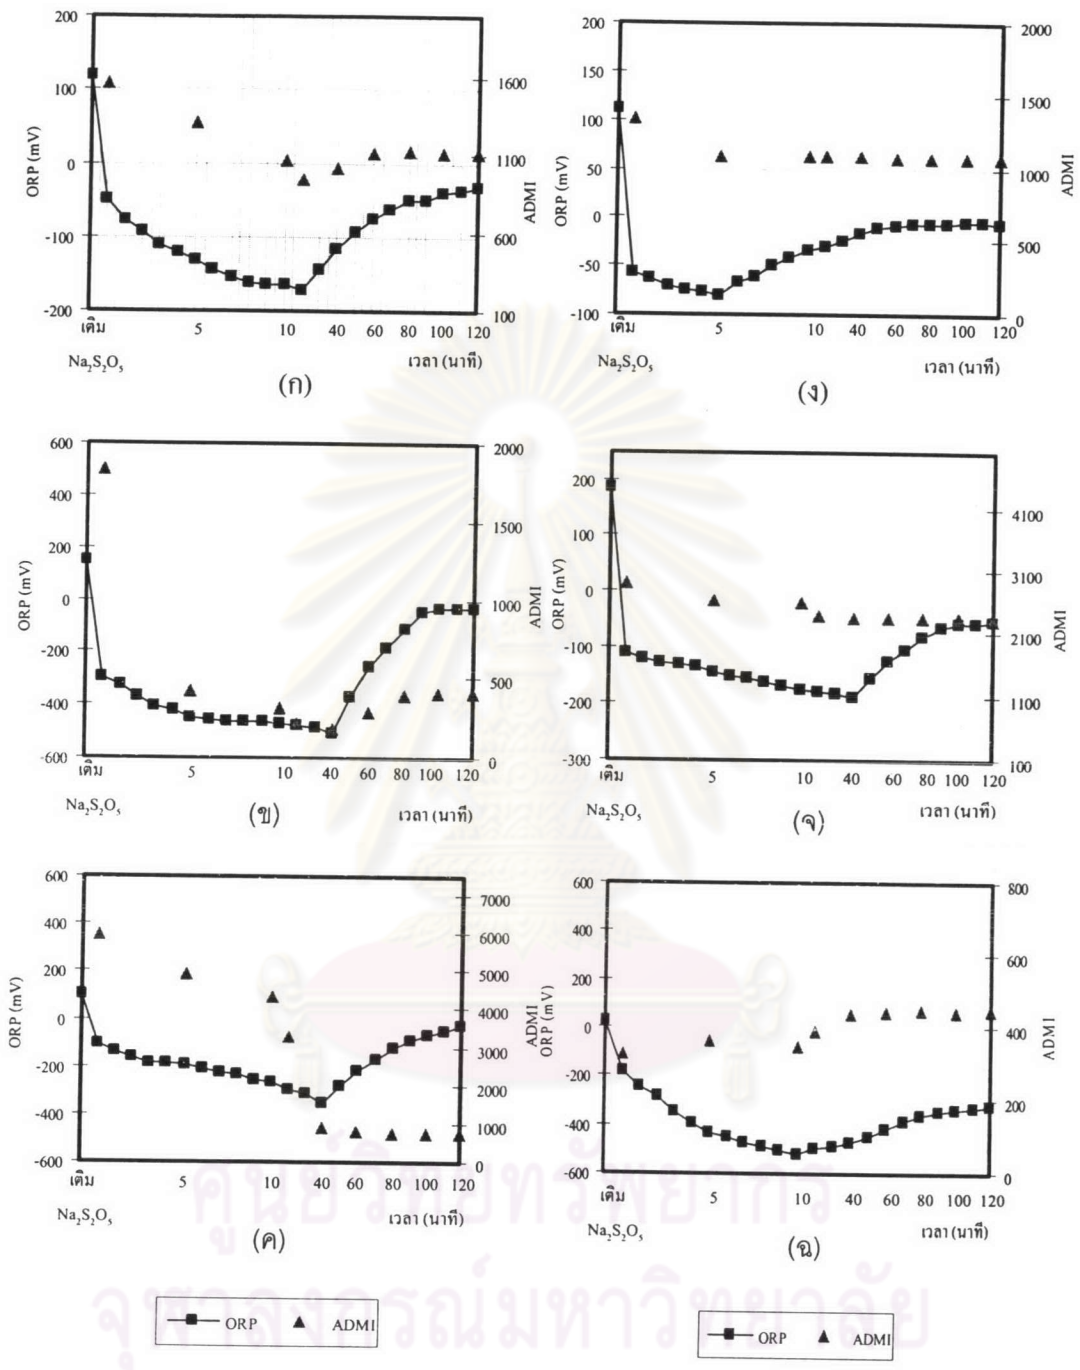 200
100
0
-100
-200
ORP (mV)
1600
1100
600
100
ADMI
เติม 5 10 40 60 80 100 120
Na₂S₂O₅ เวลา (นาที)
(ก)
200
150
100
50
0
-50
-100
ORP (mV)
2000
1500
1000
500
0
ADMI
เติม 5 10 40 60 80 100 120
Na₂S₂O₅ เวลา (นาที)
(ง)
600
400
200
0
-200
-400
-600
ORP (mV)
2000
1500
1000
500
0
ADMI
เติม 5 10 40 60 80 100 120
Na₂S₂O₅ เวลา (นาที)
(ข)
200
100
0
-100
-200
-300
ORP (mV)
4100
3100
2100
1100
100
ADMI
เติม 5 10 40 60 80 100 120
Na₂S₂O₅ เวลา (นาที)
(จ)
600
400
200
0
-200
-400
-600
ORP (mV)
7000
6000
5000
4000
3000
2000
1000
0
ADMI
เติม 5 10 40 60 80 100 120
Na₂S₂O₅ เวลา (นาที)
(ค)
600
400
200
0
-200
-400
-600
ORP (mV)
800
600
400
200
0
ADMI
เติม 5 10 40 60 80 100 120
Na₂S₂O₅ เวลา (นาที)
(ฉ)
ศูนย์วิทยทรัพยากร
จุฬาลงกรณ์มหาวิทยาลัย
ORP ADMI
ORP ADMI